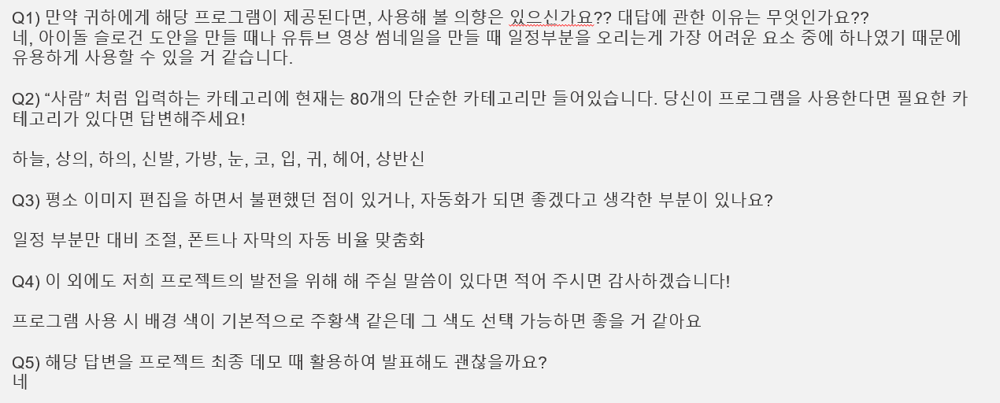 Q1) 만약 귀하에게 해당 프로그램이 제공된다면, 사용해 볼 의향은 있으신가요?? 대답에 관한 이유는 무엇인가요??
네, 아이돌 슬로건 도안을 만들 때나 유튜브 영상 썸네일을 만들 때 일정부분을 오리는게 가장 어려운 요소 중에 하나였기 때문에
유용하게 사용할 수 있을 거 같습니다.
Q2) “사람” 처럼 입력하는 카테고리에 현재는 80개의 단순한 카테고리만 들어있습니다. 당신이 프로그램을 사용한다면 필요한 카
테고리가 있다면 답변해주세요!
하늘, 상의, 하의, 신발, 가방, 눈, 코, 입, 귀, 헤어, 상반신
Q3) 평소 이미지 편집을 하면서 불편했던 점이 있거나, 자동화가 되면 좋겠다고 생각한 부분이 있나요?
일정 부분만 대비 조절, 폰트나 자막의 자동 비율 맞춤화
Q4) 이 외에도 저희 프로젝트의 발전을 위해 해 주실 말씀이 있다면 적어 주시면 감사하겠습니다!
프로그램 사용 시 배경 색이 기본적으로 주황색 같은데 그 색도 선택 가능하면 좋을 거 같아요
Q5) 해당 답변을 프로젝트 최종 데모 때 활용하여 발표해도 괜찮을까요?
네